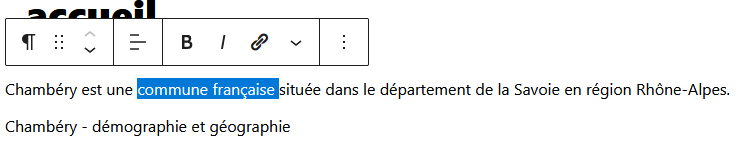 accueil
B I
Chambéry est une commune française située dans le département de la Savoie en région Rhône-Alpes.
Chambéry - démographie et géographie